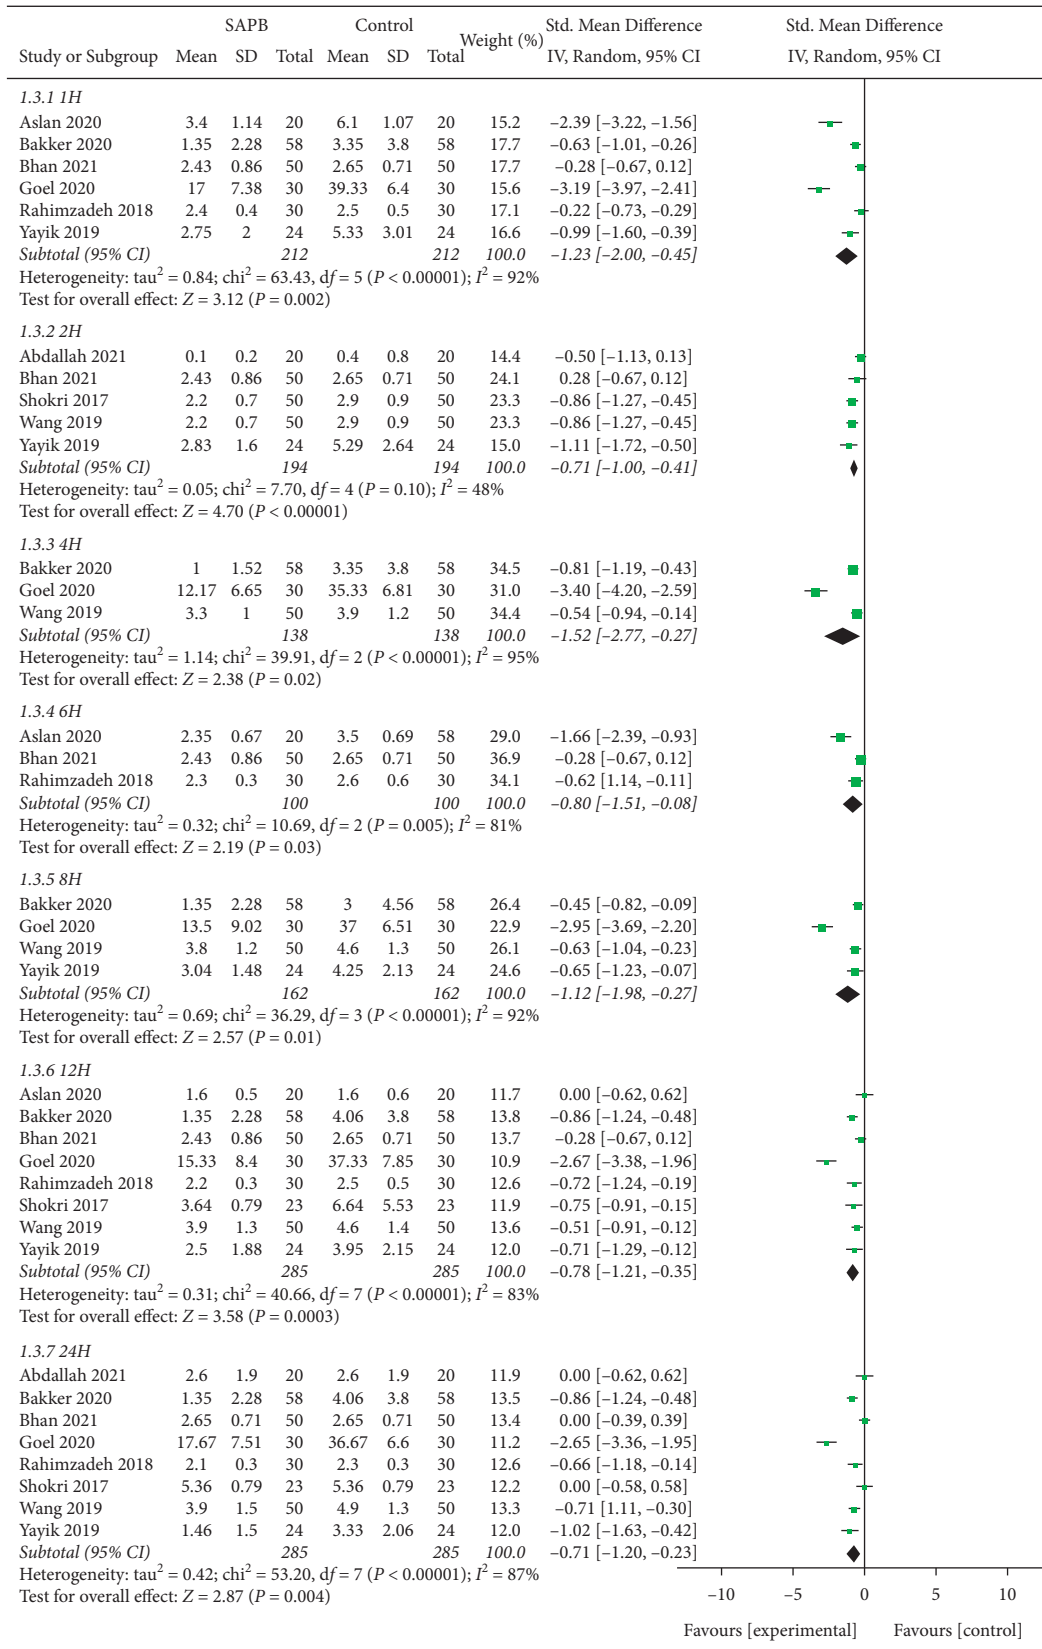 SAPB Control Std. Mean Difference Std. Mean Difference
Study or Subgroup Mean SD Total Mean SD Total Weight (%) IV, Random, 95% CI IV, Random, 95% CI
1.3.1 1H
Aslan 2020 3.4 1.14 20 6.1 1.07 20 15.2 –2.39 [–3.22, –1.56]
Bakker 2020 1.35 2.28 58 3.35 3.8 58 17.7 –0.63 [–1.01, –0.26]
Bhan 2021 2.43 0.86 50 2.65 0.71 50 17.7 –0.28 [–0.67, 0.12]
Goel 2020 17 7.38 30 39.33 6.4 30 15.6 –3.19 [–3.97, –2.41]
Rahimzadeh 2018 2.4 0.4 30 2.5 0.5 30 17.1 –0.22 [–0.73, –0.29]
Yayik 2019 2.75 2 24 5.33 3.01 24 16.6 –0.99 [–1.60, –0.39]
Subtotal (95% CI) 212 212 100.0 –1.23 [–2.00, –0.45]
Heterogeneity: tau² = 0.84; chi² = 63.43, df = 5 (P < 0.00001); I² = 92%
Test for overall effect: Z = 3.12 (P = 0.002)
1.3.2 2H
Abdallah 2021 0.1 0.2 20 0.4 0.8 20 14.4 –0.50 [–1.13, 0.13]
Bhan 2021 2.43 0.86 50 2.65 0.71 50 24.1 0.28 [–0.67, 0.12]
Shokri 2017 2.2 0.7 50 2.9 0.9 50 23.3 –0.86 [–1.27, –0.45]
Wang 2019 2.2 0.7 50 2.9 0.9 50 23.3 –0.86 [–1.27, –0.45]
Yayik 2019 2.83 1.6 24 5.29 2.64 24 15.0 –1.11 [–1.72, –0.50]
Subtotal (95% CI) 194 194 100.0 –0.71 [–1.00, –0.41]
Heterogeneity: tau² = 0.05; chi² = 7.70, df = 4 (P = 0.10); I² = 48%
Test for overall effect: Z = 4.70 (P < 0.00001)
1.3.3 4H
Bakker 2020 1 1.52 58 3.35 3.8 58 34.5 –0.81 [–1.19, –0.43]
Goel 2020 12.17 6.65 30 35.33 6.81 30 31.0 –3.40 [–4.20, –2.59]
Wang 2019 3.3 1 50 3.9 1.2 50 34.4 –0.54 [–0.94, –0.14]
Subtotal (95% CI) 138 138 100.0 –1.52 [–2.77, –0.27]
Heterogeneity: tau² = 1.14; chi² = 39.91, df = 2 (P < 0.00001); I² = 95%
Test for overall effect: Z = 2.38 (P = 0.02)
1.3.4 6H
Aslan 2020 2.35 0.67 20 3.5 0.69 58 29.0 –1.66 [–2.39, –0.93]
Bhan 2021 2.43 0.86 50 2.65 0.71 50 36.9 –0.28 [–0.67, 0.12]
Rahimzadeh 2018 2.3 0.3 30 2.6 0.6 30 34.1 –0.62 [1.14, –0.11]
Subtotal (95% CI) 100 100 100.0 –0.80 [–1.51, –0.08]
Heterogeneity: tau² = 0.32; chi² = 10.69, df = 2 (P = 0.005); I² = 81%
Test for overall effect: Z = 2.19 (P = 0.03)
1.3.5 8H
Bakker 2020 1.35 2.28 58 3 4.56 58 26.4 –0.45 [–0.82, –0.09]
Goel 2020 13.5 9.02 30 37 6.51 30 22.9 –2.95 [–3.69, –2.20]
Wang 2019 3.8 1.2 50 4.6 1.3 50 26.1 –0.63 [–1.04, –0.23]
Yayik 2019 3.04 1.48 24 4.25 2.13 24 24.6 –0.65 [–1.23, –0.07]
Subtotal (95% CI) 162 162 100.0 –1.12 [–1.98, –0.27]
Heterogeneity: tau² = 0.69; chi² = 36.29, df = 3 (P < 0.00001); I² = 92%
Test for overall effect: Z = 2.57 (P = 0.01)
1.3.6 12H
Aslan 2020 1.6 0.5 20 1.6 0.6 20 11.7 0.00 [–0.62, 0.62]
Bakker 2020 1.35 2.28 58 4.06 3.8 58 13.8 –0.86 [–1.24, –0.48]
Bhan 2021 2.43 0.86 50 2.65 0.71 50 13.7 –0.28 [–0.67, 0.12]
Goel 2020 15.33 8.4 30 37.33 7.85 30 10.9 –2.67 [–3.38, –1.96]
Rahimzadeh 2018 2.2 0.3 30 2.5 0.5 30 12.6 –0.72 [–1.24, –0.19]
Shokri 2017 3.64 0.79 23 6.64 5.53 23 11.9 –0.75 [–0.91, –0.15]
Wang 2019 3.9 1.3 50 4.6 1.4 50 13.6 –0.51 [–0.91, –0.12]
Yayik 2019 2.5 1.88 24 3.95 2.15 24 12.0 –0.71 [–1.29, –0.12]
Subtotal (95% CI) 285 285 100.0 –0.78 [–1.21, –0.35]
Heterogeneity: tau² = 0.31; chi² = 40.66, df = 7 (P < 0.00001); I² = 83%
Test for overall effect: Z = 3.58 (P = 0.0003)
1.3.7 24H
Abdallah 2021 2.6 1.9 20 2.6 1.9 20 11.9 0.00 [–0.62, 0.62]
Bakker 2020 1.35 2.28 58 4.06 3.8 58 13.5 –0.86 [–1.24, –0.48]
Bhan 2021 2.65 0.71 50 2.65 0.71 50 13.4 0.00 [–0.39, 0.39]
Goel 2020 17.67 7.51 30 36.67 6.6 30 11.2 –2.65 [–3.36, –1.95]
Rahimzadeh 2018 2.1 0.3 30 2.3 0.3 30 12.6 –0.66 [–1.18, –0.14]
Shokri 2017 5.36 0.79 23 5.36 0.79 23 12.2 0.00 [–0.58, 0.58]
Wang 2019 3.9 1.5 50 4.9 1.3 50 13.3 –0.71 [1.11, –0.30]
Yayik 2019 1.46 1.5 24 3.33 2.06 24 12.0 –1.02 [–1.63, –0.42]
Subtotal (95% CI) 285 285 100.0 –0.71 [–1.20, –0.23]
Heterogeneity: tau² = 0.42; chi² = 53.20, df = 7 (P < 0.00001); I² = 87%
Test for overall effect: Z = 2.87 (P = 0.004)
–10 –5 0 5 10
Favours [experimental] Favours [control]